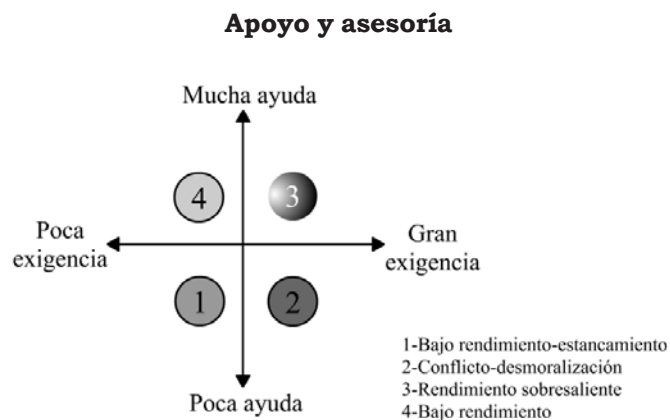 Apoyo y asesoría
Mucha ayuda
4
3
Poca
exigencia
Gran
exigencia
1
2
Poca ayuda
1-Bajo rendimiento-estancamiento
2-Conflicto-desmoralización
3-Rendimiento sobresaliente
4-Bajo rendimiento